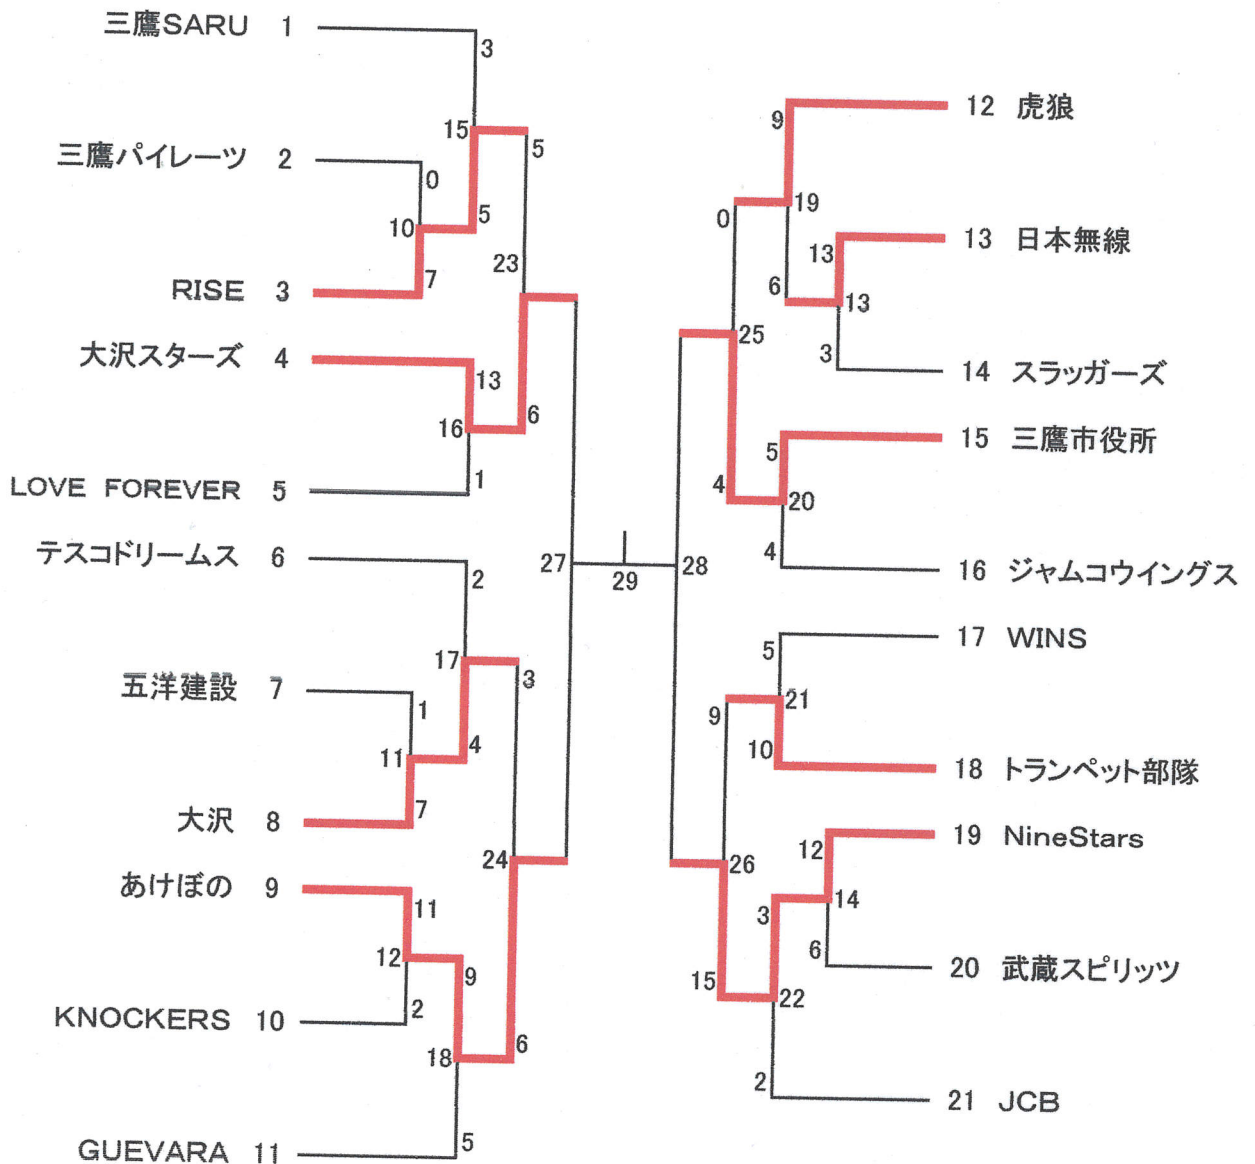 三鷹SARU 1
3
三鷹パイレーツ 2
0
15
5
10
5
7
23
RISE 3
大沢スターズ 4
13
16
6
LOVE FOREVER 5
1
テスコドリームス 6
2
27
29
17
3
五洋建設 7
1
11
4
大沢 8
7
24
あけぼの 9
11
12
9
KNOCKERS 10
2
18
6
GUEVARA 11
5
9
12 虎狼
0
19
13
13 日本無線
6
13
25
3
14 スラッガーズ
5
15 三鷹市役所
4
20
4
16 ジャムコウイングス
28
5
17 WINS
9
21
10
18 トランペット部隊
12
19 NineStars
26
3
14
6
20 武蔵スピリッツ
15
22
2
21 JCB